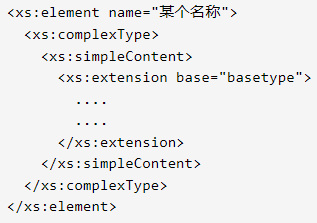 <xs:element name="某个名称">
  <xs:complexType>
    <xs:simpleContent>
      <xs:extension base="basetype">
        ....
        ....
      </xs:extension>
    </xs:simpleContent>
  </xs:complexType>
</xs:element>